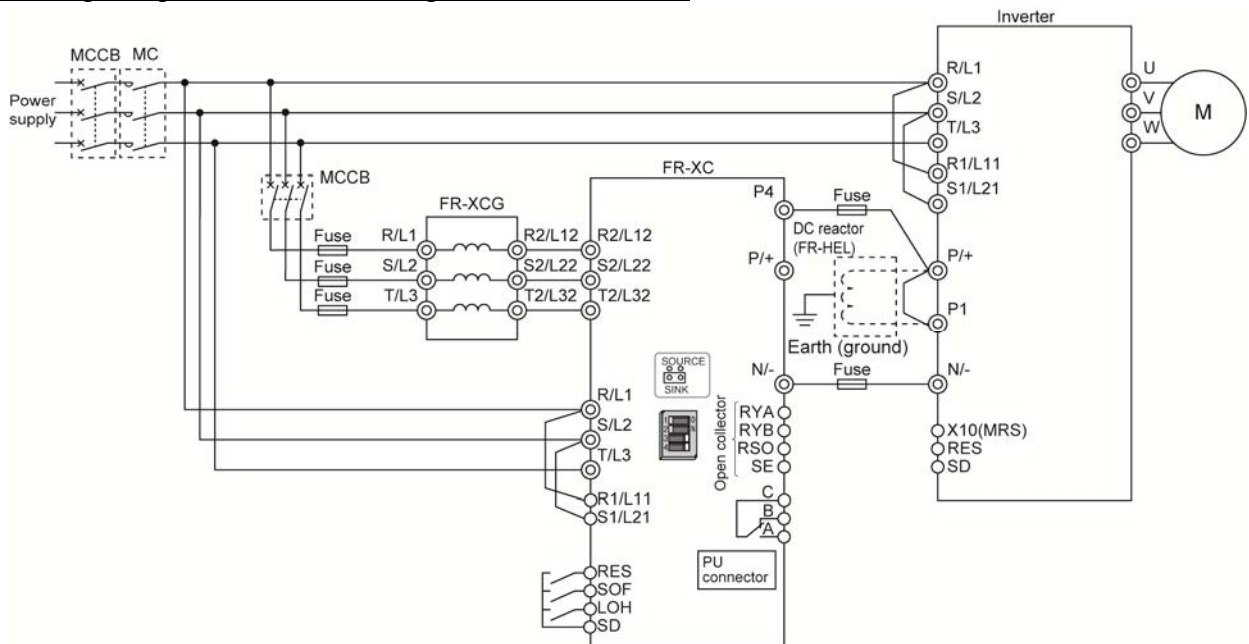 Inverter
MCCB MC
Power
supply
R/L1
S/L2
T/L3
R1/L11
S1/L21
U
V
W
M
MCCB
FR-XCG
FR-XC
Fuse
Fuse
Fuse
R/L1
S/L2
T/L3
R2/L12
S2/L22
T2/L32
R2/L12
S2/L22
T2/L32
P4
Fuse
DC reactor
(FR-HEL)
P/+
P/+
P1
Earth (ground)
N/-
Fuse
N/-
SOURCE
SINK
R/L1
S/L2
T/L3
R1/L11
S1/L21
Open collector
RYA
RYB
RSO
SE
C
B
A
X10(MRS)
RES
SD
PU
connector
RES
SOF
LOH
SD